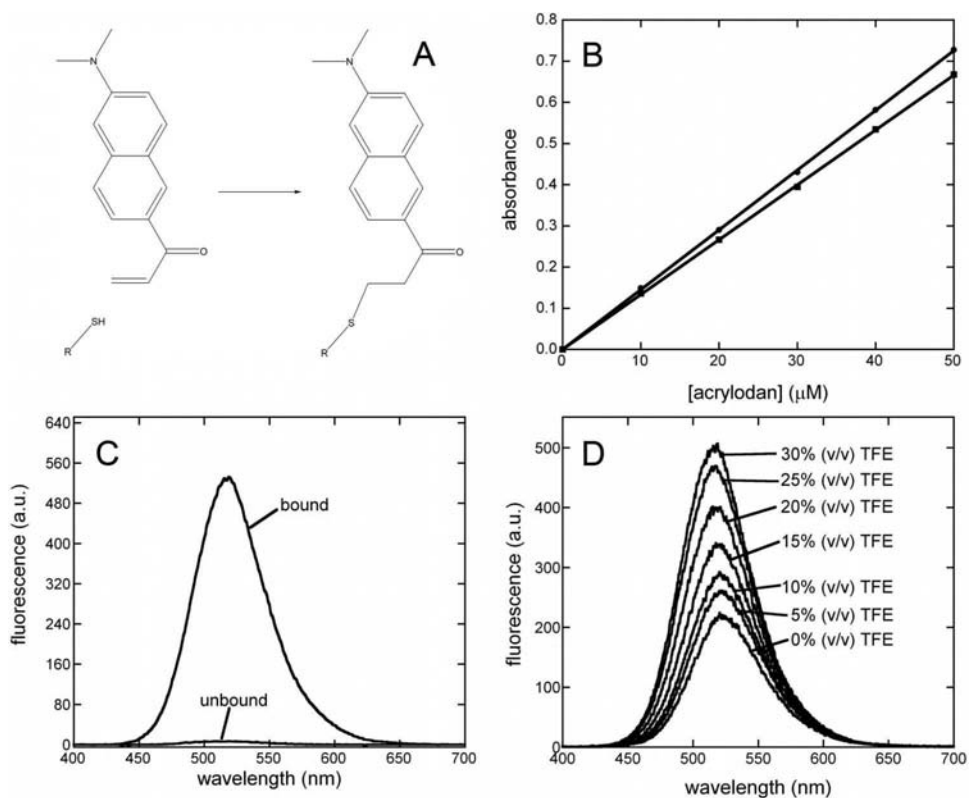 A
N
O
SH
R
N
O
S
R
B
absorbance
0.8
0.7
0.6
0.5
0.4
0.3
0.2
0.1
0.0
0 10 20 30 40 50
[acrylodan] (μM)
C
fluorescence (a.u.)
640
560
480
400
320
240
160
80
0
bound
unbound
400 450 500 550 600 650 700
wavelength (nm)
D
fluorescence (a.u.)
500
400
300
200
100
0
30% (v/v) TFE
25% (v/v) TFE
20% (v/v) TFE
15% (v/v) TFE
10% (v/v) TFE
5% (v/v) TFE
0% (v/v) TFE
400 450 500 550 600 650 700
wavelength (nm)